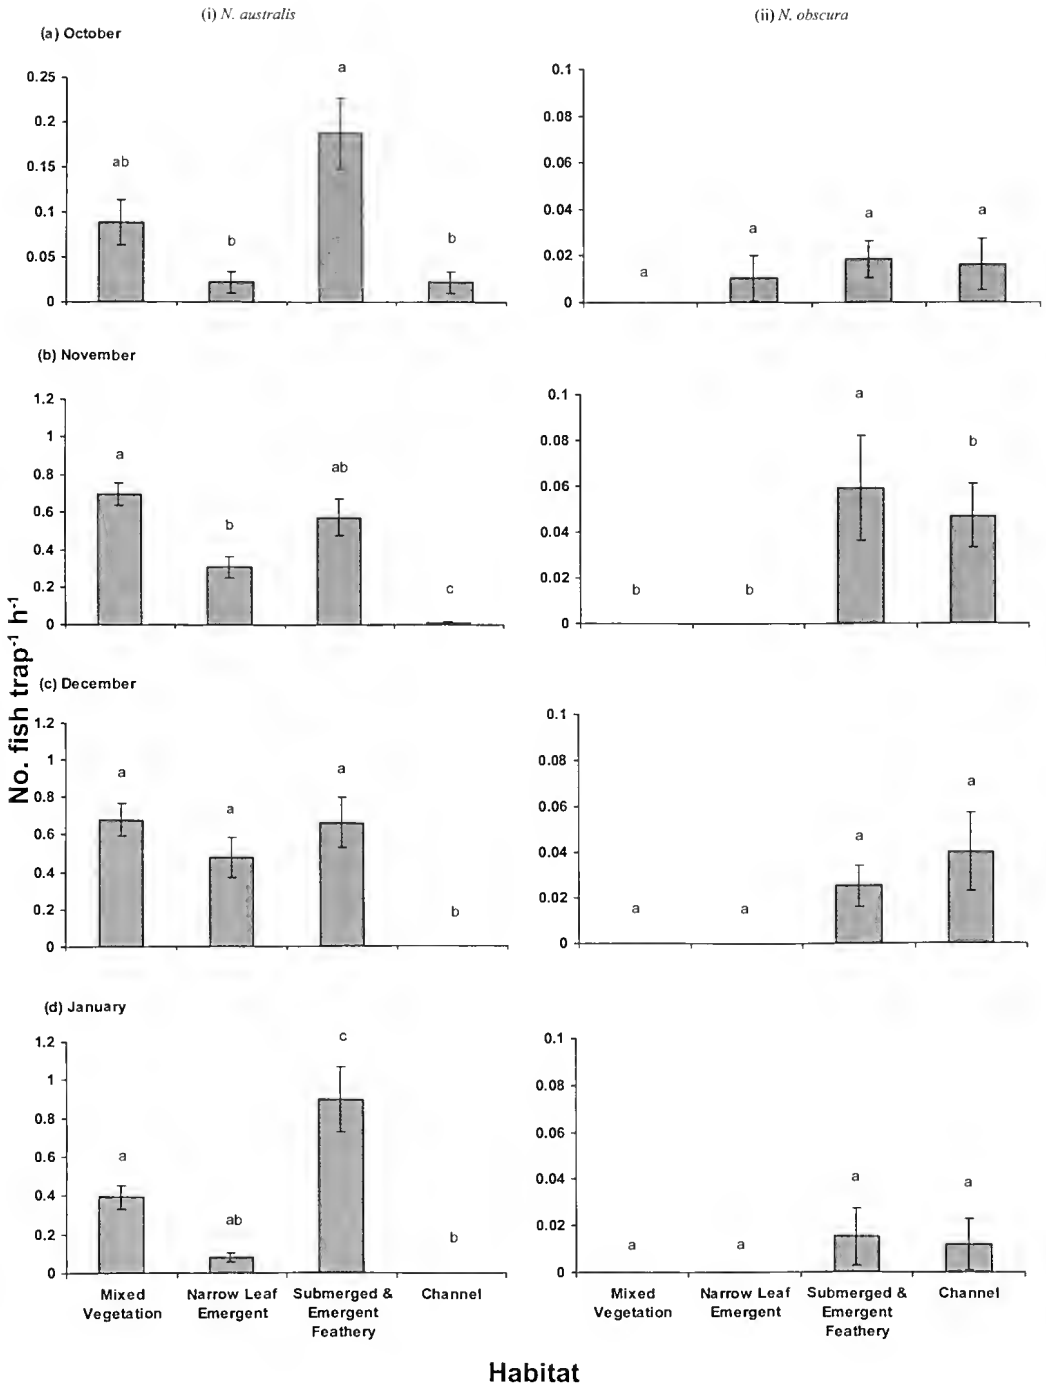 (i) N. australis
(ii) N. obscura
(a) October
0.25
0.2
0.15
0.1
0.05
0
ab
b
a
b
0.1
0.08
0.06
0.04
0.02
0
a
a
a
a
(b) November
1.2
1
0.8
0.6
0.4
0.2
0
a
b
ab
c
0.1
0.08
0.06
0.04
0.02
0
b
b
a
b
No. fish trap-1 h-1
(c) December
1.2
1
0.8
0.6
0.4
0.2
0
a
a
a
b
0.1
0.08
0.06
0.04
0.02
0
a
a
a
a
(d) January
1.2
1
0.8
0.6
0.4
0.2
0
a
ab
c
b
0.1
0.08
0.06
0.04
0.02
0
a
a
a
a
Mixed
Vegetation
Narrow Leaf
Emergent
Submerged &
Emergent
Feathery
Channel
Mixed
Vegetation
Narrow Leaf
Emergent
Submerged &
Emergent
Feathery
Channel
Habitat